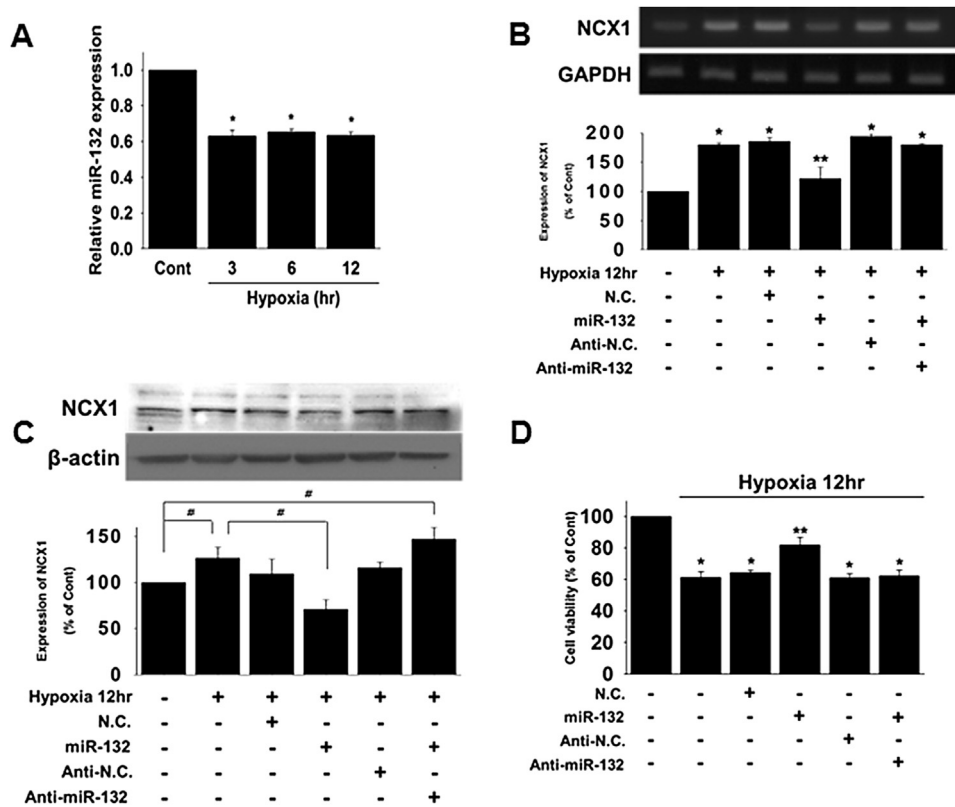 A
Relative miR-132 expression
1.0
0.8
0.6
0.4
0.2
0.0
* * *
Cont 3 6 12
Hypoxia (hr)
B
NCX1
GAPDH
Expression of NCX1
(% of Cont)
200
150
100
50
0
* * ** * *
Hypoxia 12hr - + + + + +
N.C. - - + - - -
miR-132 - - - + - +
Anti-N.C. - - - - + -
Anti-miR-132 - - - - - +
C
NCX1
β-actin
Expression of NCX1
(% of Cont)
150
100
50
0
#
# #
Hypoxia 12hr - + + + + +
N.C. - - + - - -
miR-132 - - - + - +
Anti-N.C. - - - - + -
Anti-miR-132 - - - - - +
D
Hypoxia 12hr
Cell viability (% of Cont)
100
80
60
40
20
0
* * ** * *
N.C. - - + - - -
miR-132 - - - + - +
Anti-N.C. - - - - + -
Anti-miR-132 - - - - - +